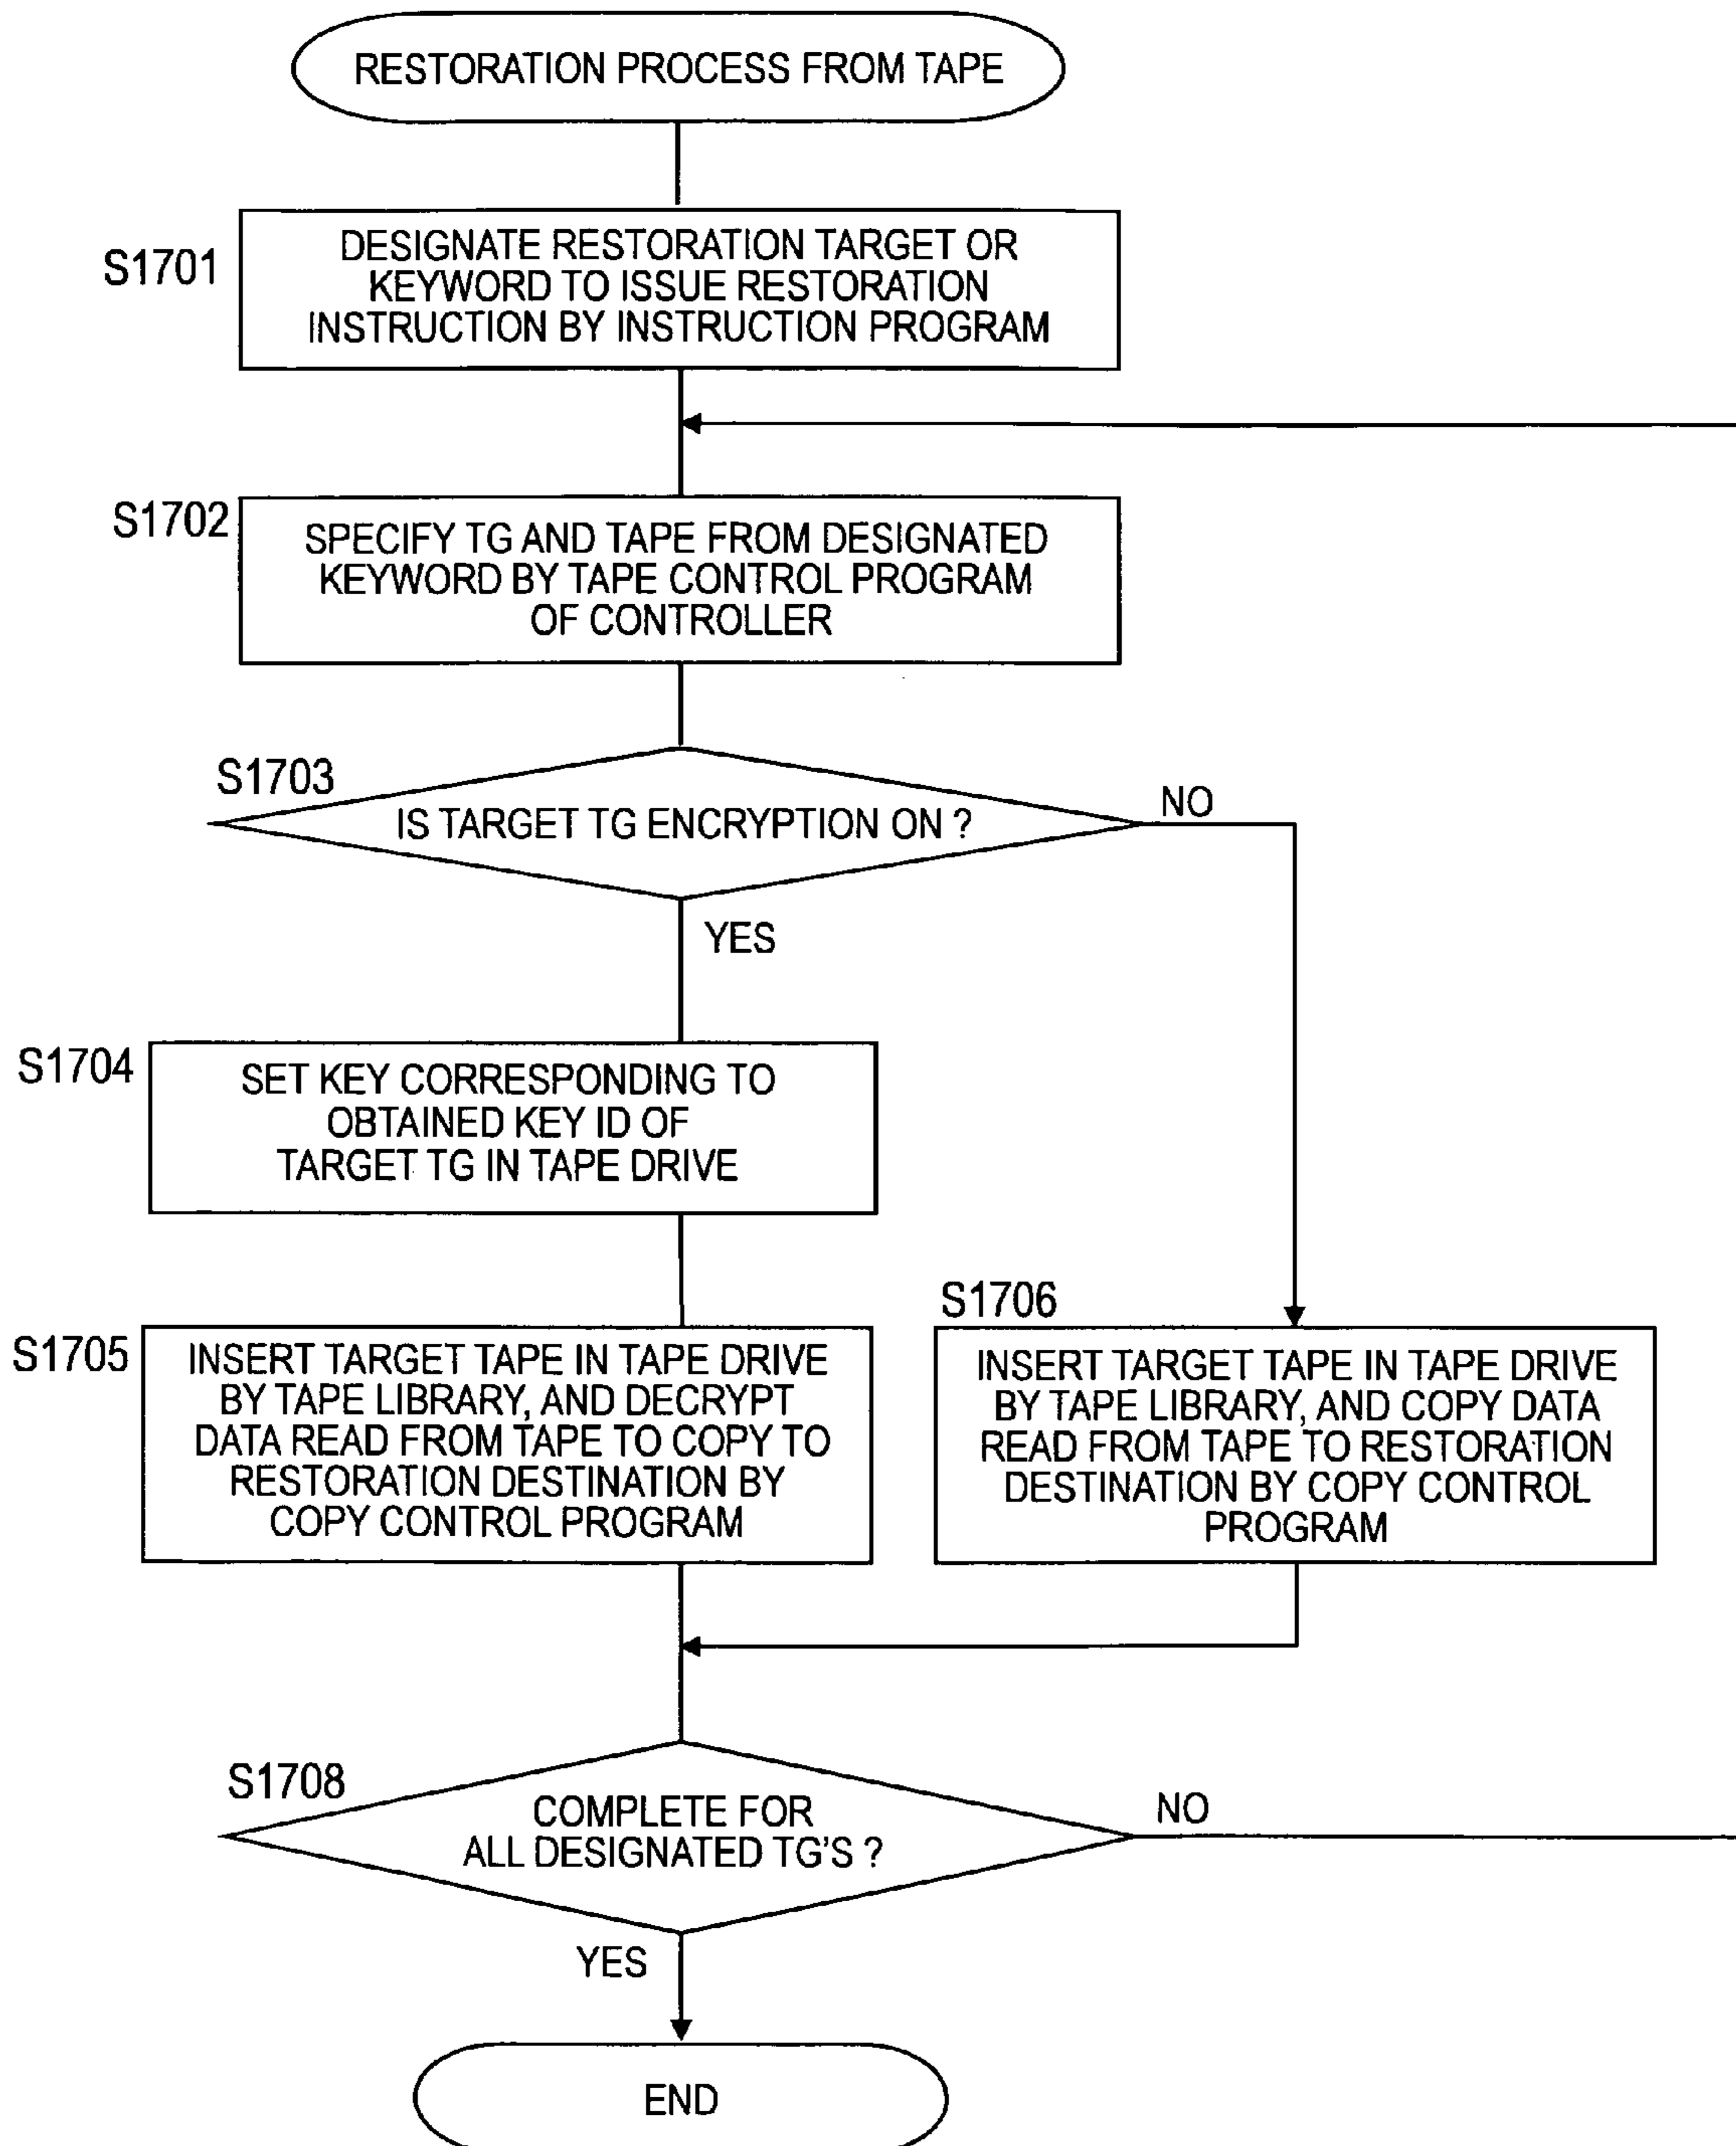 RESTORATION PROCESS FROM TAPE
S1701
DESIGNATE RESTORATION TARGET OR
KEYWORD TO ISSUE RESTORATION
INSTRUCTION BY INSTRUCTION PROGRAM
S1702
SPECIFY TG AND TAPE FROM DESIGNATED
KEYWORD BY TAPE CONTROL PROGRAM
OF CONTROLLER
S1703
IS TARGET TG ENCRYPTION ON ?
NO
YES
S1704
SET KEY CORRESPONDING TO
OBTAINED KEY ID OF
TARGET TG IN TAPE DRIVE
S1705
INSERT TARGET TAPE IN TAPE DRIVE
BY TAPE LIBRARY, AND DECRYPT
DATA READ FROM TAPE TO COPY TO
RESTORATION DESTINATION BY
COPY CONTROL PROGRAM
S1706
INSERT TARGET TAPE IN TAPE DRIVE
BY TAPE LIBRARY, AND COPY DATA
READ FROM TAPE TO RESTORATION
DESTINATION BY COPY CONTROL
PROGRAM
S1708
COMPLETE FOR
ALL DESIGNATED TG'S ?
NO
YES
END